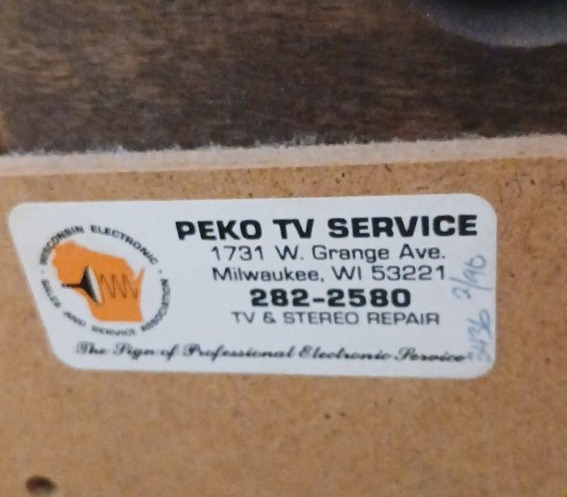 PEKO TV SERVICE
1731 W. Grange Ave.
Milwaukee, WI 53221
282-2580
TV & STEREO REPAIR
WISCONSIN ELECTRONIC
SALES AND SERVICE ASSOCIATION
The Sign of Professional Electronic Service
2/90